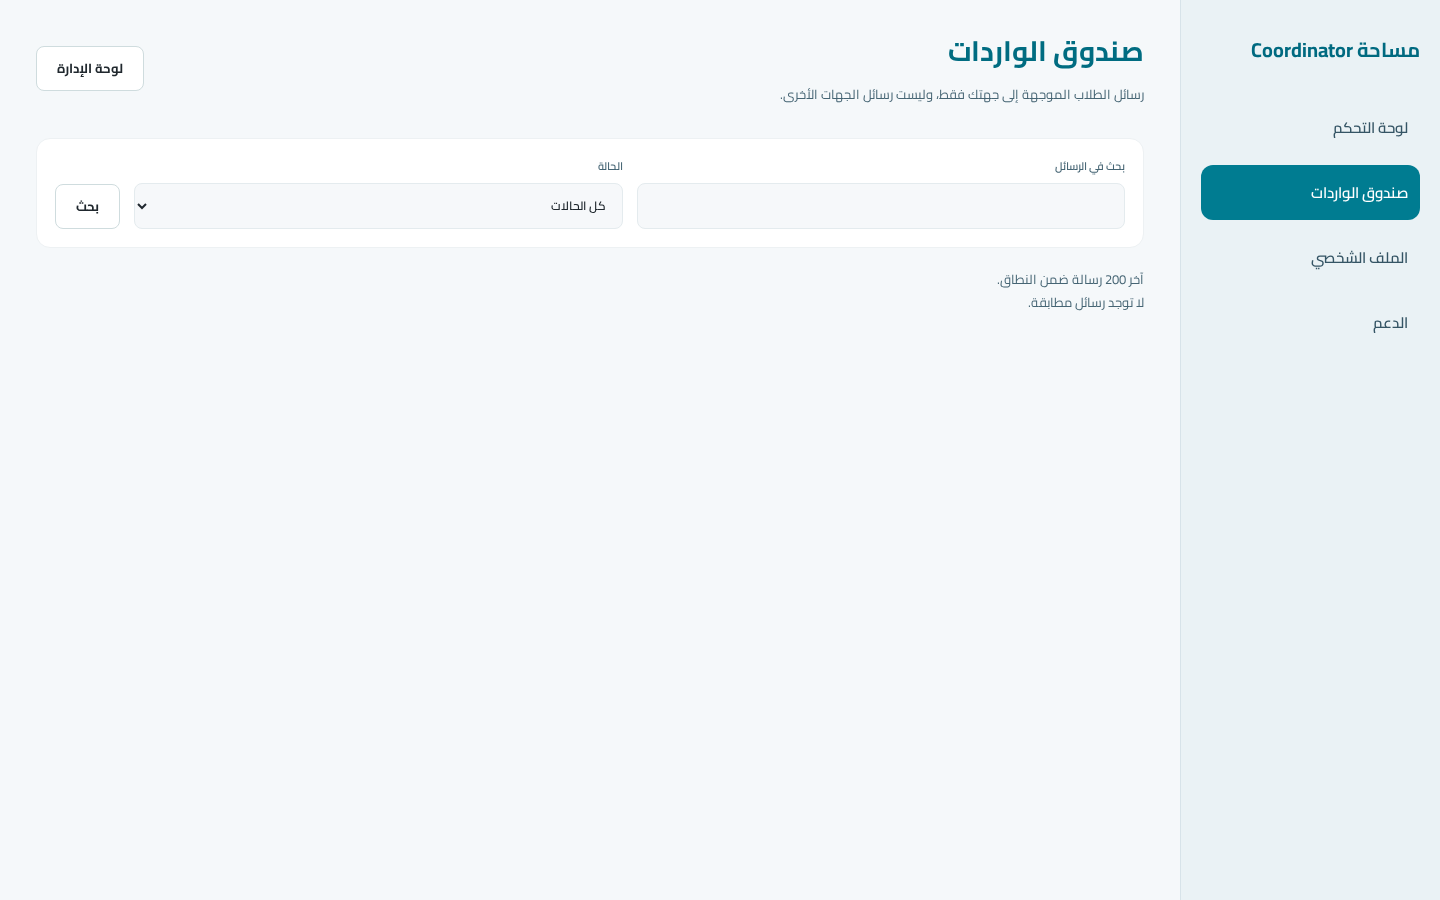 مساحة Coordinator
لوحة التحكم
صندوق الواردات
الملف الشخصي
الدعم
صندوق الواردات
رسائل الطلاب الموجهة إلى جهتك فقط، وليست رسائل الجهات الأخرى.
لوحة الإدارة
بحث في الرسائل
الحالة
كل الحالات
بحث
آخر 200 رسالة ضمن النطاق.
لا توجد رسائل مطابقة.